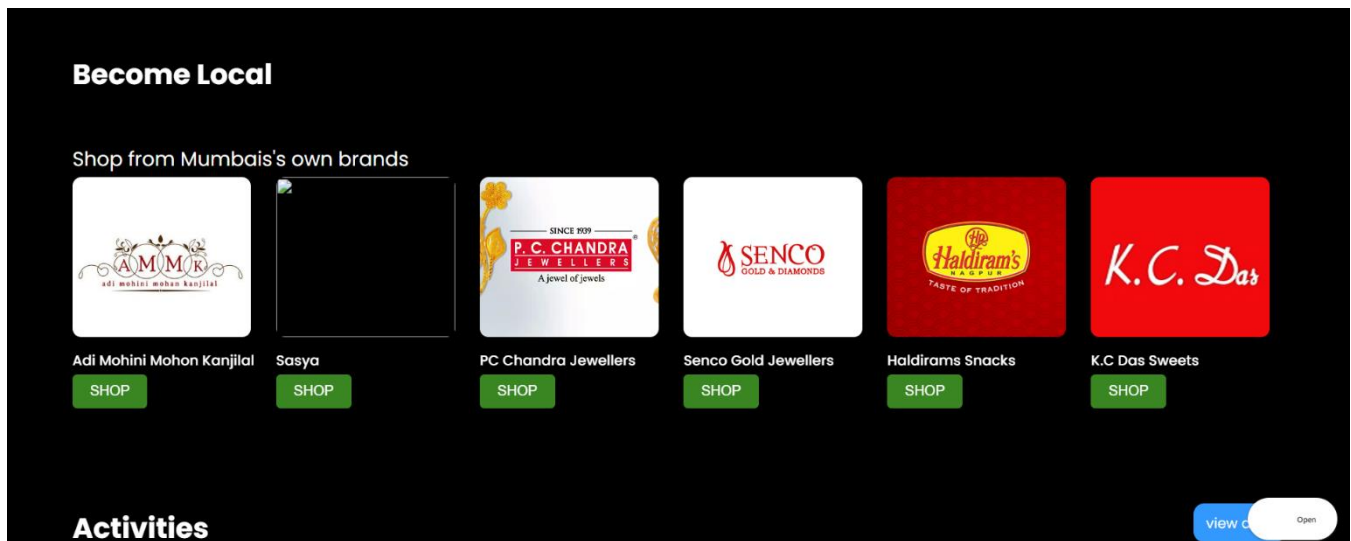 Become Local
Shop from Mumbais's own brands
A M M K
adi mohini mohan kanjilal
SINCE 1939
P. C. CHANDRA
®
JEWELLERS
A jewel of jewels
SENCO
GOLD & DIAMONDS
HR
Haldiram's
NAGPUR
TASTE OF TRADITION
K.C. Das
Adi Mohini Mohon Kanjilal
Sasya
PC Chandra Jewellers
Senco Gold Jewellers
Haldirams Snacks
K.C Das Sweets
SHOP
SHOP
SHOP
SHOP
SHOP
SHOP
Activities
view
Open